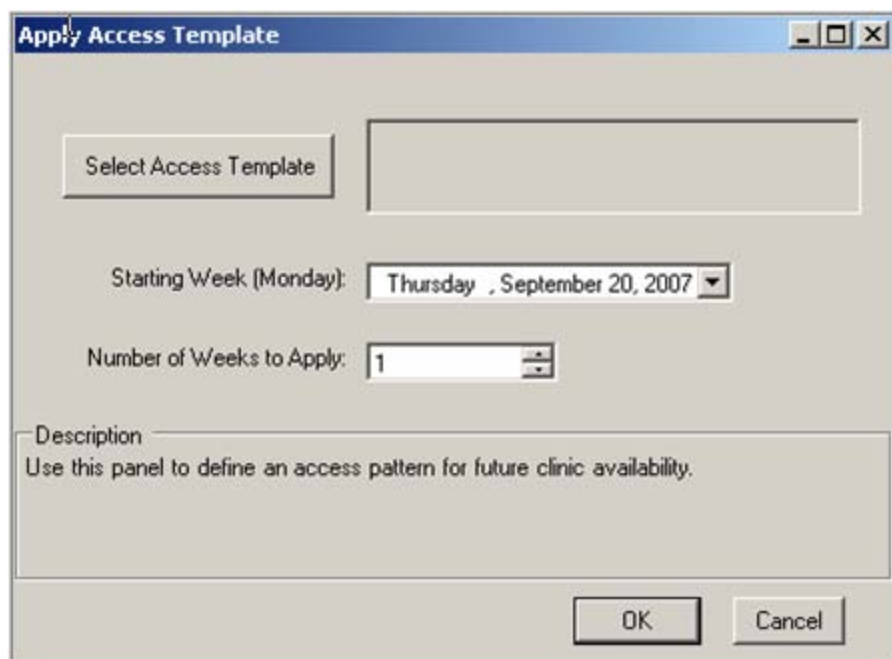 Apply Access Template
Select Access Template
Starting Week (Monday):
Thursday , September 20, 2007
Number of Weeks to Apply:
1
Description
Use this panel to define an access pattern for future clinic availability.
OK
Cancel